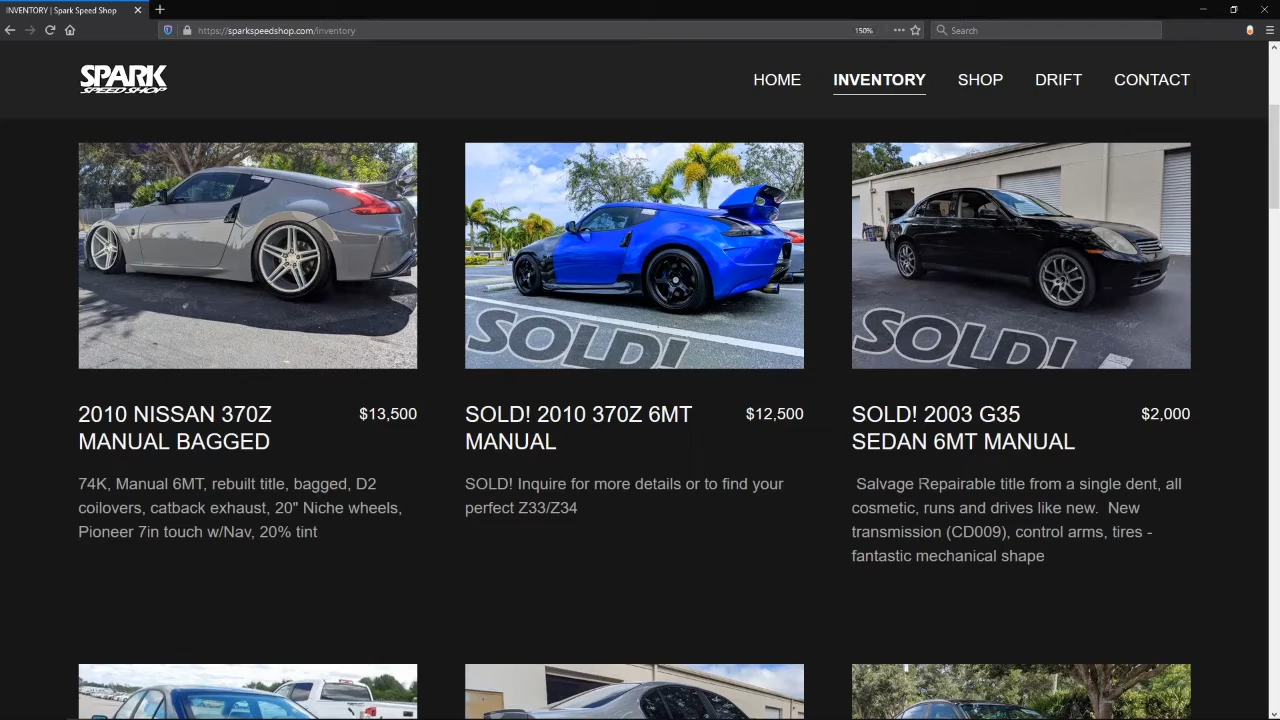 INVENTORY | Spark Speed Shop
https://sparkspeedshop.com/inventory
150%
Search
SPARK
SPEED SHOP
HOME
INVENTORY
SHOP
DRIFT
CONTACT
SOLD!
SOLD!
2010 NISSAN 370Z
MANUAL BAGGED
$13,500
74K, Manual 6MT, rebuilt title, bagged, D2
coilovers, catback exhaust, 20" Niche wheels,
Pioneer 7in touch w/Nav, 20% tint
SOLD! 2010 370Z 6MT
MANUAL
$12,500
SOLD! Inquire for more details or to find your
perfect Z33/Z34
SOLD! 2003 G35
SEDAN 6MT MANUAL
$2,000
Salvage Repairable title from a single dent, all
cosmetic, runs and drives like new. New
transmission (CD009), control arms, tires -
fantastic mechanical shape